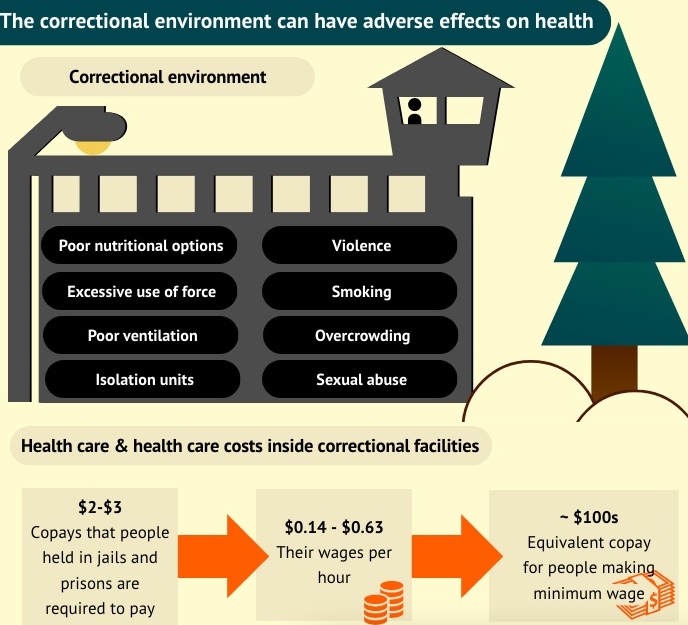 The correctional environment can have adverse effects on health
Correctional environment
Poor nutritional options
Violence
Excessive use of force
Smoking
Poor ventilation
Overcrowding
Isolation units
Sexual abuse
Health care & health care costs inside correctional facilities
$2-$3
Copays that people
held in jails and
prisons are
required to pay
$0.14 - $0.63
Their wages per
hour
~ $100s
Equivalent copay
for people making
minimum wage